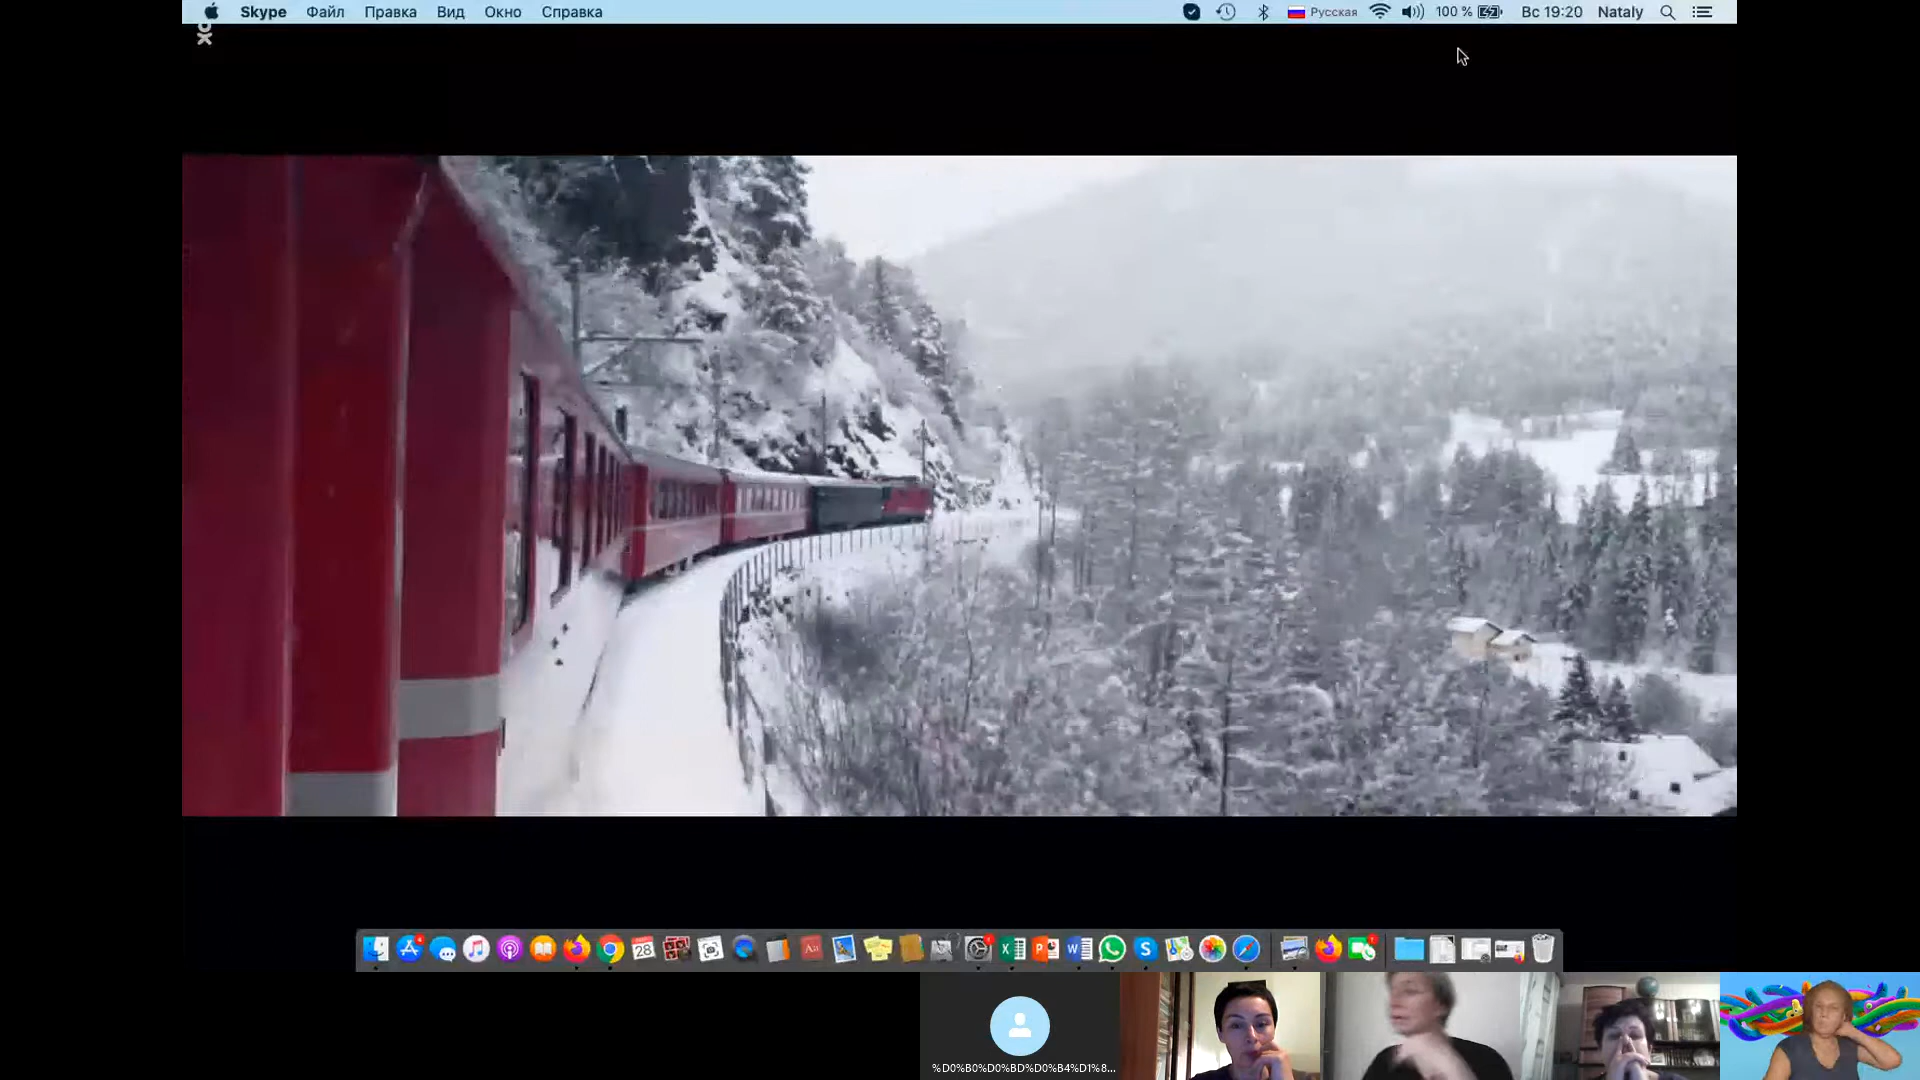 Skype Файл Правка Вид Окно Справка Русская 100 % Вс 19:20 Nataly
28
%D0%B0%D0%BD%D0%B4%D1%8...